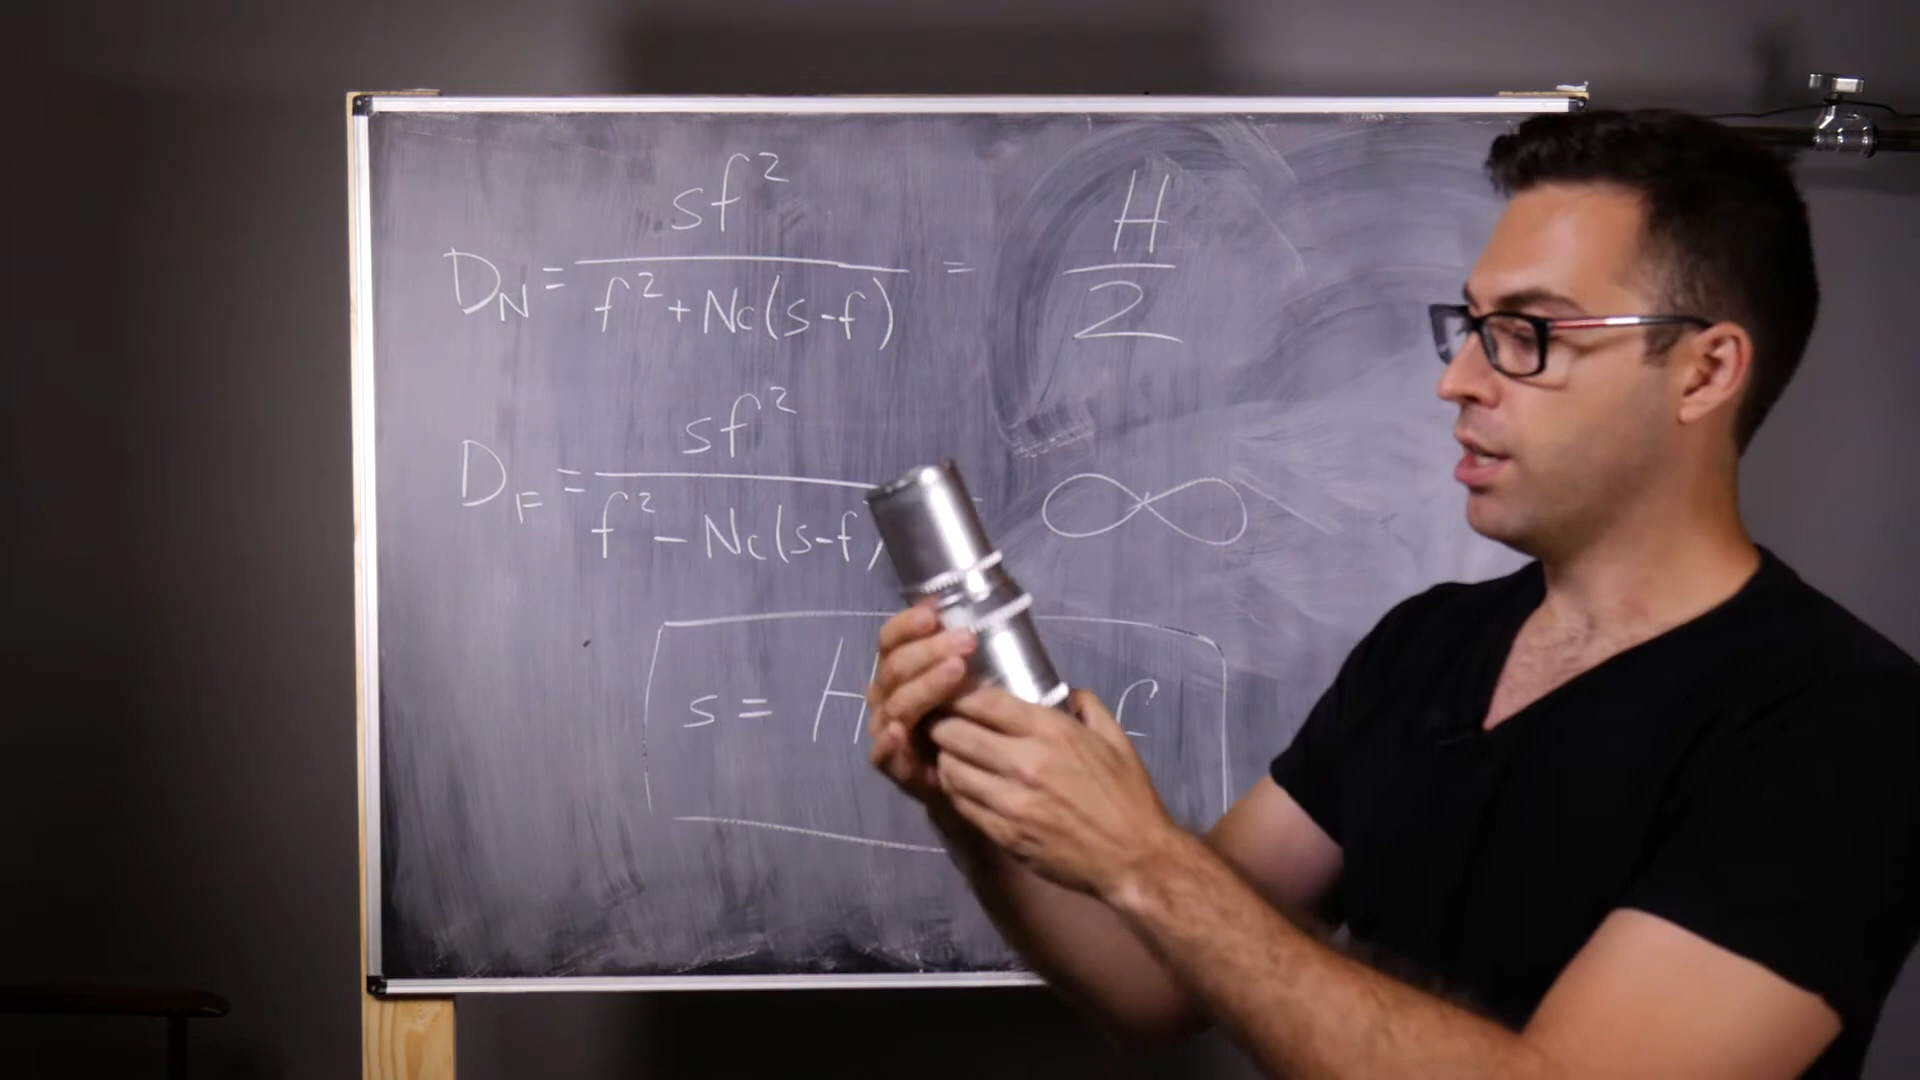 D_N = sf² / (f² + Nc(s-f)) = H / 2
D_F = sf² / (f² - Nc(s-f) = ∞
s = H f